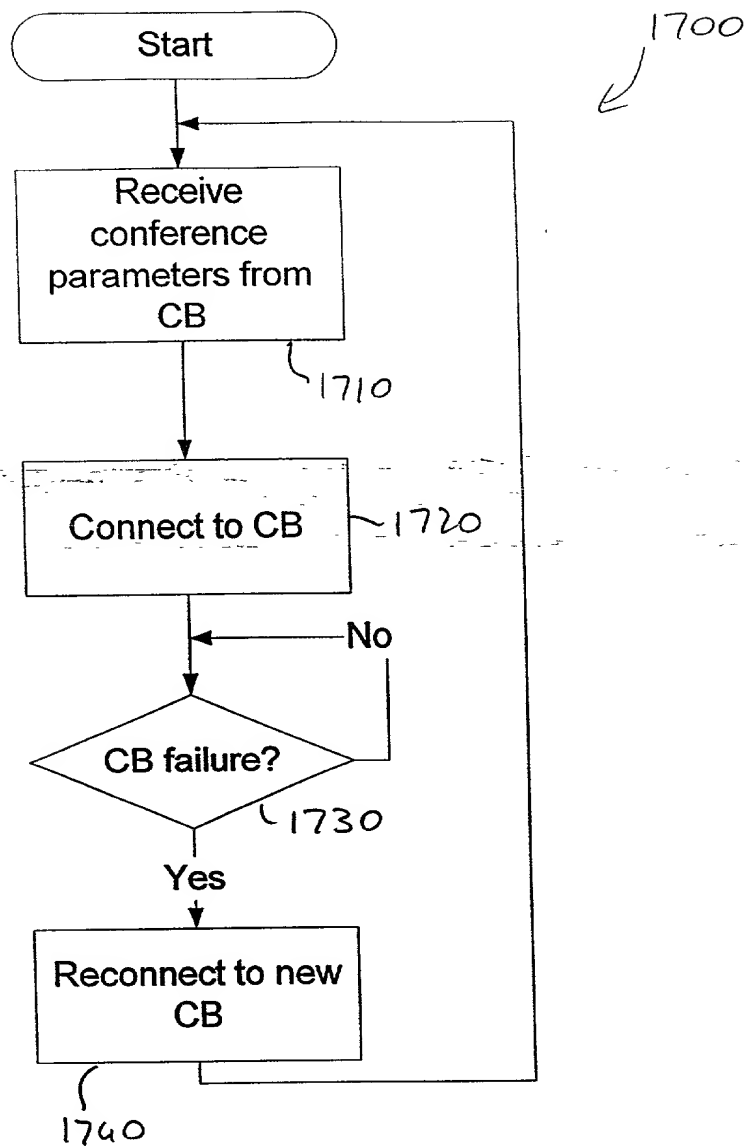 Start
1700
Receive
conference
parameters from
CB
1710
Connect to CB
1720
No
CB failure?
1730
Yes
Reconnect to new
CB
1740